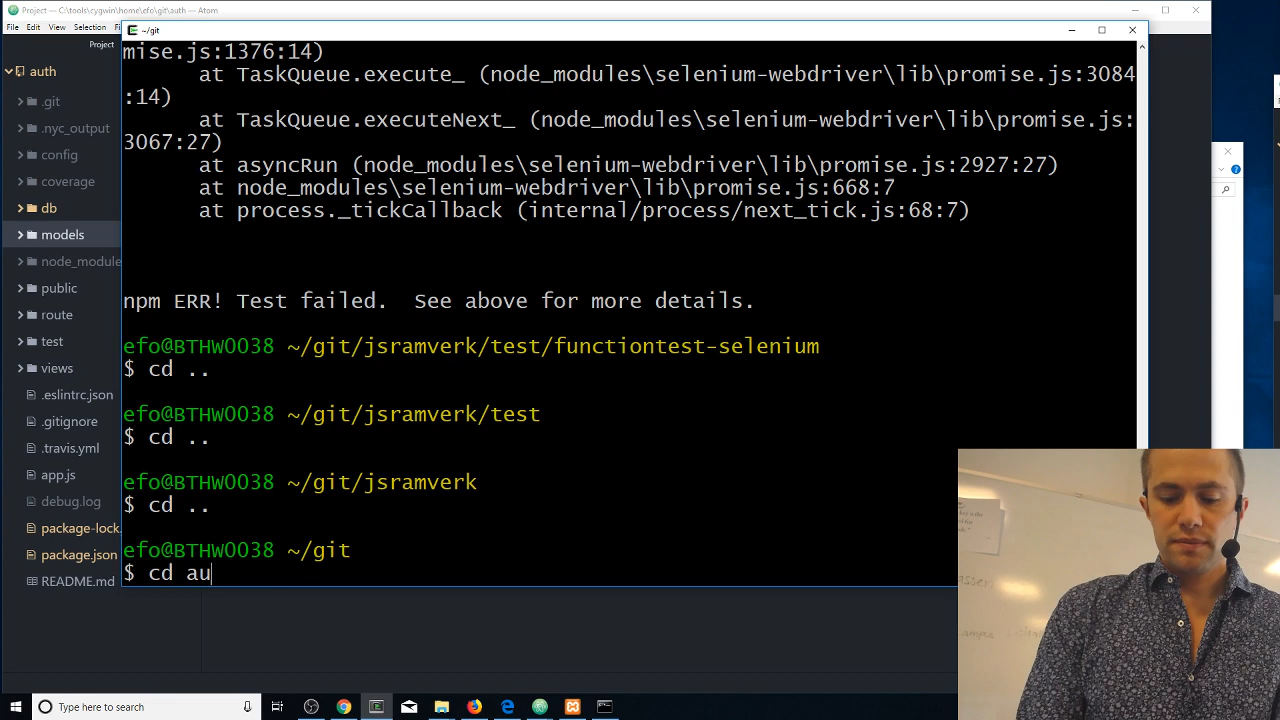 Project — C:\tools\cygwin\home\efo\git\auth — Atom
File Edit View Selection
Project
auth
.git
.nyc_output
config
coverage
db
models
node_module
public
route
test
views
.eslintrc.json
.gitignore
.travis.yml
app.js
debug.log
package-lock.
package.json
README.md
~/git
mise.js:1376:14)
at TaskQueue.execute_ (node_modules\selenium-webdriver\lib\promise.js:3084
:14)
at TaskQueue.executeNext_ (node_modules\selenium-webdriver\lib\promise.js:
3067:27)
at asyncRun (node_modules\selenium-webdriver\lib\promise.js:2927:27)
at node_modules\selenium-webdriver\lib\promise.js:668:7
at process._tickCallback (internal/process/next_tick.js:68:7)
npm ERR! Test failed.  See above for more details.
efo@BTHW0038 ~/git/jsramverk/test/functiontest-selenium
$ cd ..
efo@BTHW0038 ~/git/jsramverk/test
$ cd ..
efo@BTHW0038 ~/git/jsramverk
$ cd ..
efo@BTHW0038 ~/git
$ cd au
Type here to search